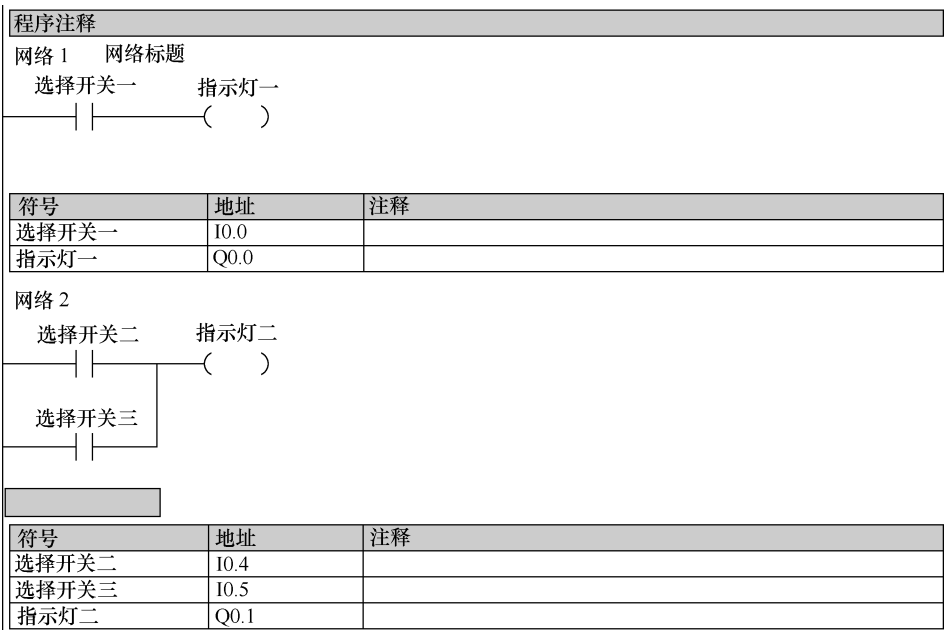 程序注释
网络 1 网络标题
选择开关一 指示灯一
符号 地址 注释
选择开关一 I0.0
指示灯一 Q0.0
网络 2
选择开关二 指示灯二
选择开关三
符号 地址 注释
选择开关二 I0.4
选择开关三 I0.5
指示灯二 Q0.1